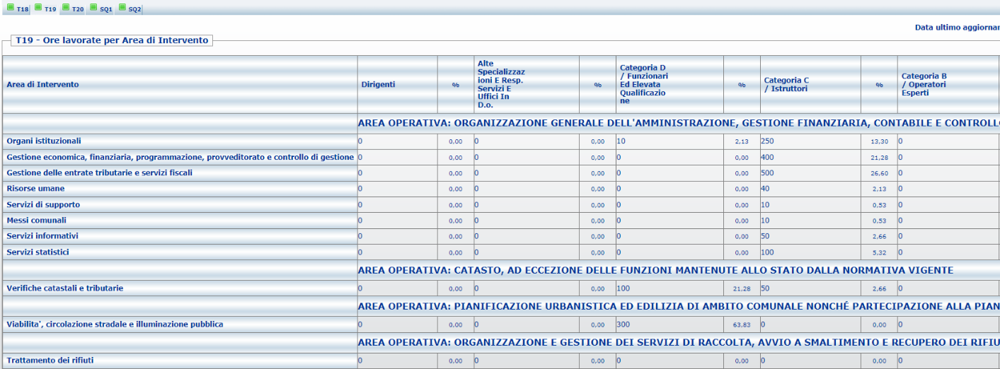 T18 T19 T20 SQ1 SQ2
Data ultimo aggiornar
T19 - Ore lavorate per Area di Intervento
Area di Intervento Dirigenti % Alte Specializzaz ioni E Resp. Servizi E Uffici In D.o. % Categoria D / Funzionari Ed Elevata Qualificazio ne % Categoria C / Istruttori % Categoria B / Operatori Esperti
AREA OPERATIVA: ORGANIZZAZIONE GENERALE DELL'AMMINISTRAZIONE, GESTIONE FINANZIARIA, CONTABILE E CONTROLLO
Organi istituzionali 0 0,00 0 0,00 10 2,13 250 13,30 0
Gestione economica, finanziaria, programmazione, provveditorato e controllo di gestione 0 0,00 0 0,00 0 0,00 400 21,28 0
Gestione delle entrate tributarie e servizi fiscali 0 0,00 0 0,00 0 0,00 500 26,60 0
Risorse umane 0 0,00 0 0,00 0 0,00 40 2,13 0
Servizi di supporto 0 0,00 0 0,00 0 0,00 10 0,53 0
Messi comunali 0 0,00 0 0,00 0 0,00 10 0,53 0
Servizi informativi 0 0,00 0 0,00 0 0,00 50 2,66 0
Servizi statistici 0 0,00 0 0,00 0 0,00 100 5,32 0
AREA OPERATIVA: CATASTO, AD ECCEZIONE DELLE FUNZIONI MANTENUTE ALLO STATO DALLA NORMATIVA VIGENTE
Verifiche catastali e tributarie 0 0,00 0 0,00 100 21,28 50 2,66 0
AREA OPERATIVA: PIANIFICAZIONE URBANISTICA ED EDILIZIA DI AMBITO COMUNALE NONCHÉ PARTECIPAZIONE ALLA PIAN
Viabilita', circolazione stradale e illuminazione pubblica 0 0,00 0 0,00 300 63,83 0 0,00 0
AREA OPERATIVA: ORGANIZZAZIONE E GESTIONE DEI SERVIZI DI RACCOLTA, AVVIO A SMALTIMENTO E RECUPERO DEI RIFIU
Trattamento dei rifiuti 0 0,00 0 0,00 0 0,00 0 0,00 0